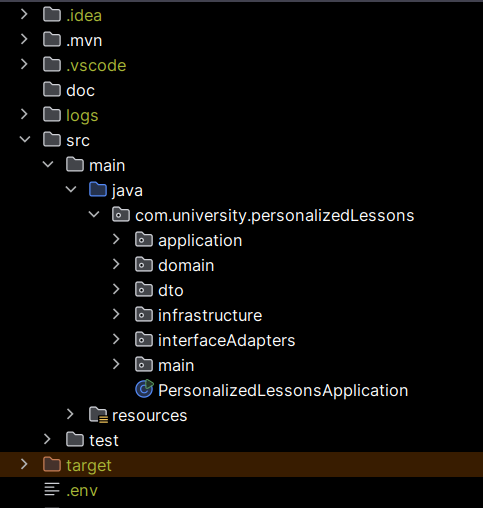 .idea
.mvn
.vscode
doc
logs
src
main
java
com.university.personalizedLessons
application
domain
dto
infrastructure
interfaceAdapters
main
PersonalizedLessonsApplication
resources
test
target
.env